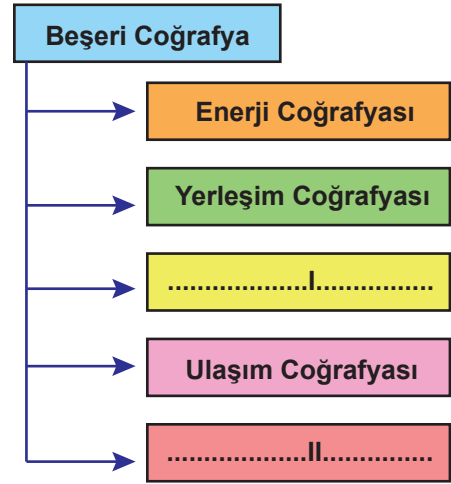 Beşeri Coğrafya
Enerji Coğrafyası
Yerleşim Coğrafyası
...................I................
Ulaşım Coğrafyası
...................II...............